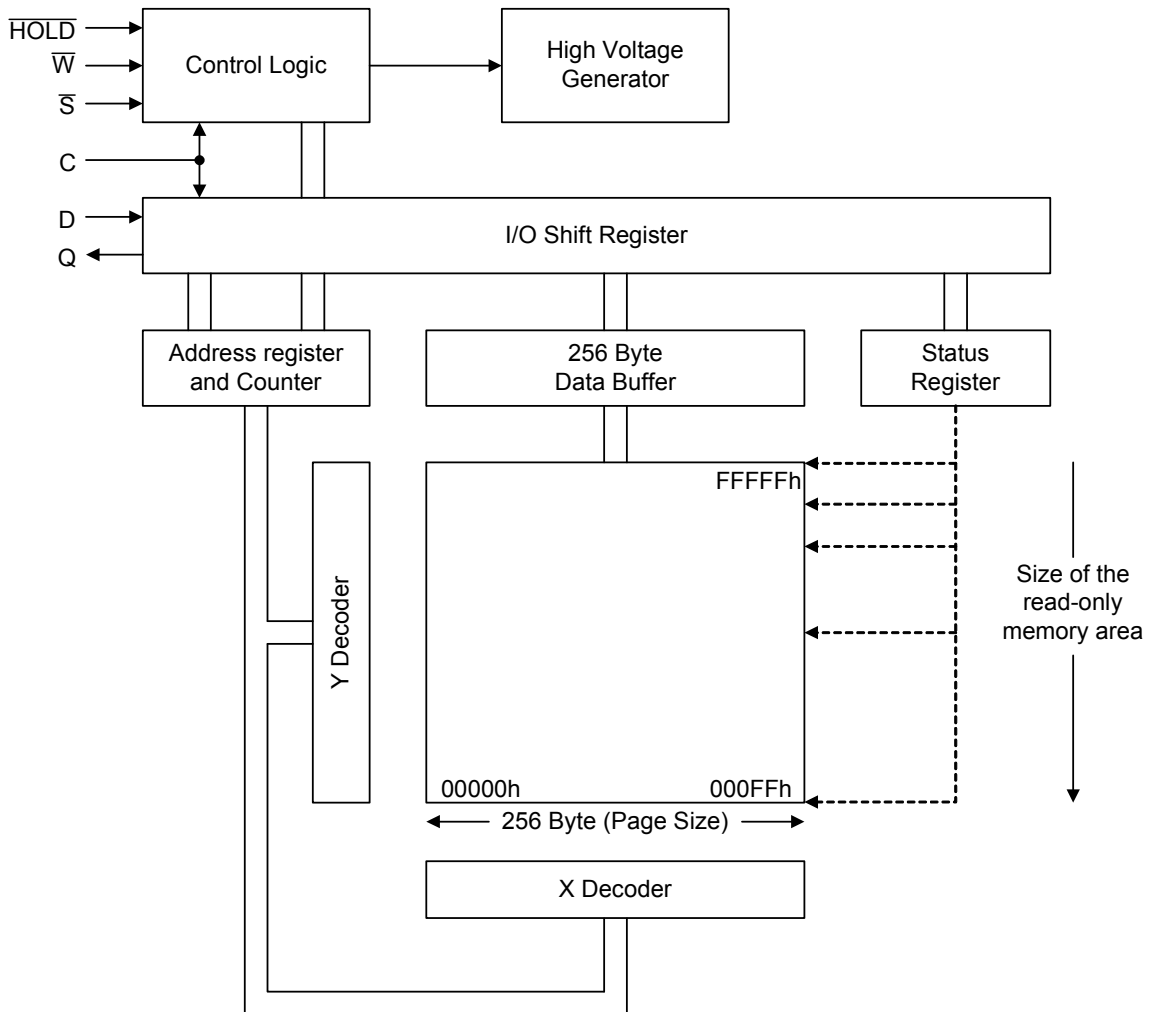 HOLD
W
S
C
D
Q
Control Logic
High Voltage
Generator
I/O Shift Register
Address register
and Counter
256 Byte
Data Buffer
Status
Register
Y Decoder
FFFFFh
00000h
000FFh
256 Byte (Page Size)
Size of the
read-only
memory area
X Decoder